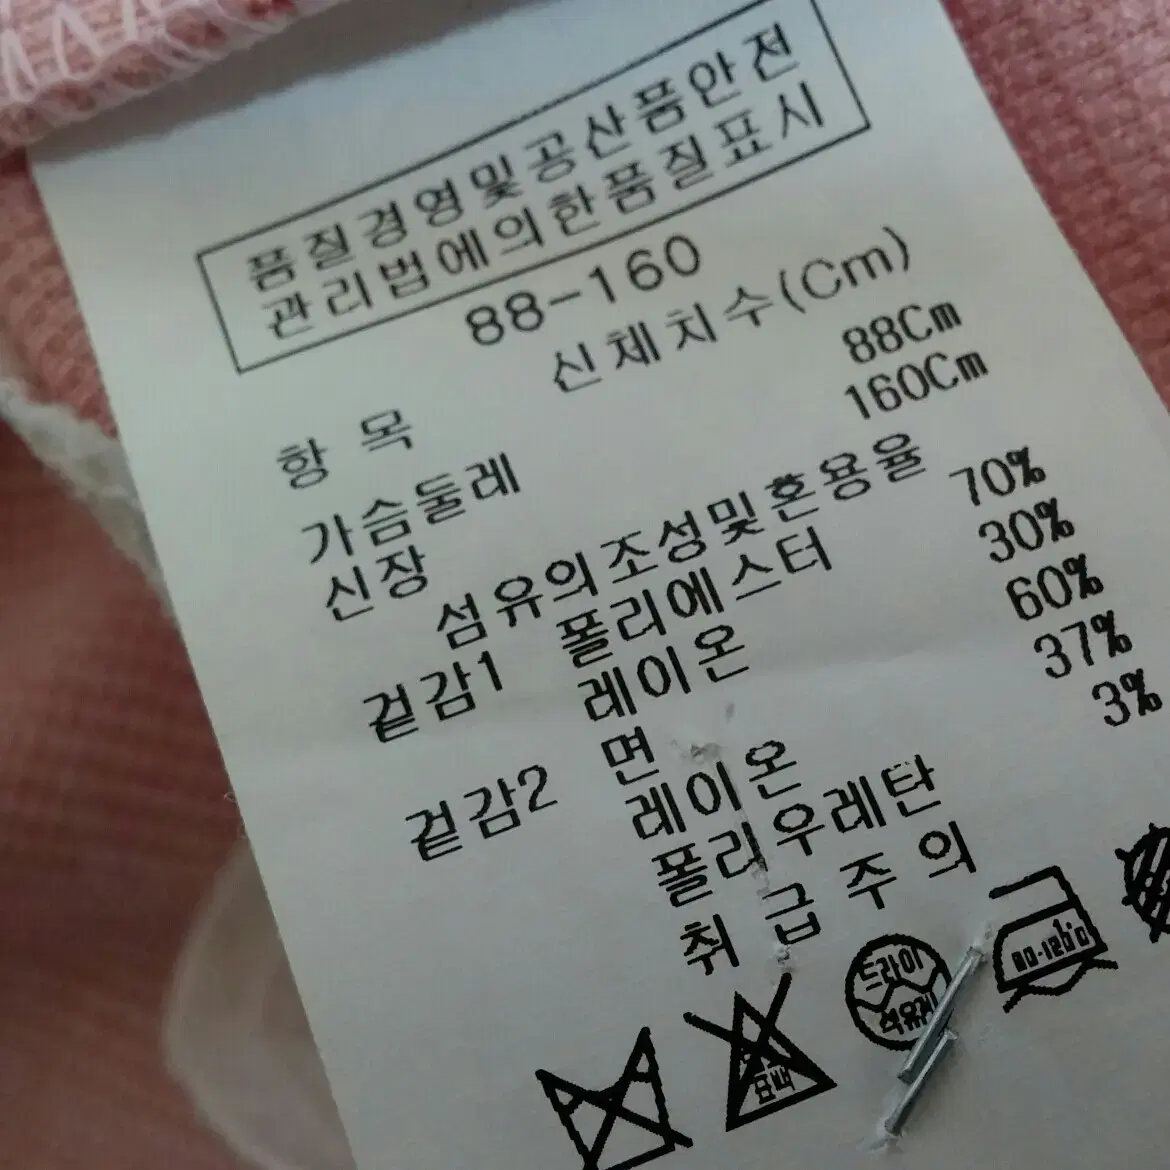 품질경영및공산품안전
관리법에의한품질표시
88-160
신체치수(Cm)
항 목
가슴둘레 88Cm
신장 160Cm
섬유의조성및혼용율
겉감1 폴리에스터 70%
레이온 30%
겉감2 면 60%
레이온 37%
폴리우레탄 3%
취 급 주 의
표백
드라이
석유계
80-120